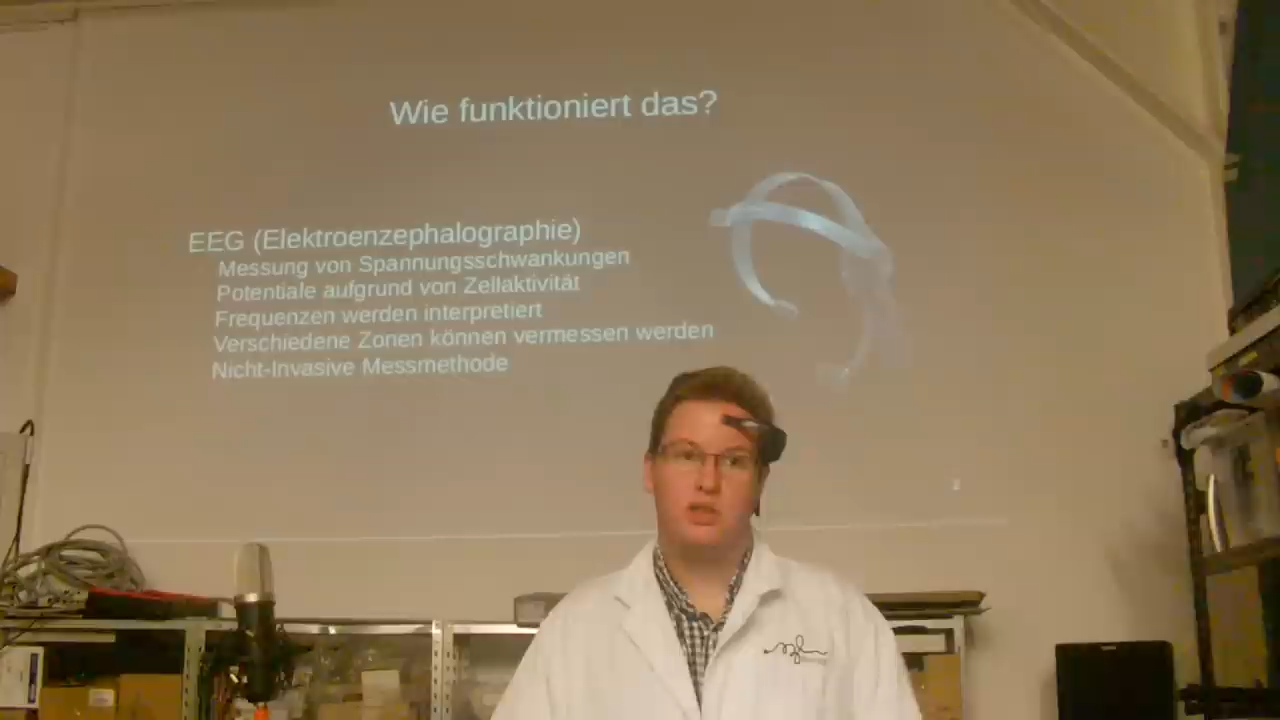 Wie funktioniert das?
EEG (Elektroenzephalographie)
Messung von Spannungsschwankungen
Potentiale aufgrund von Zellaktivität
Frequenzen werden interpretiert
Verschiedene Zonen können vermessen werden
Nicht-Invasive Messmethode